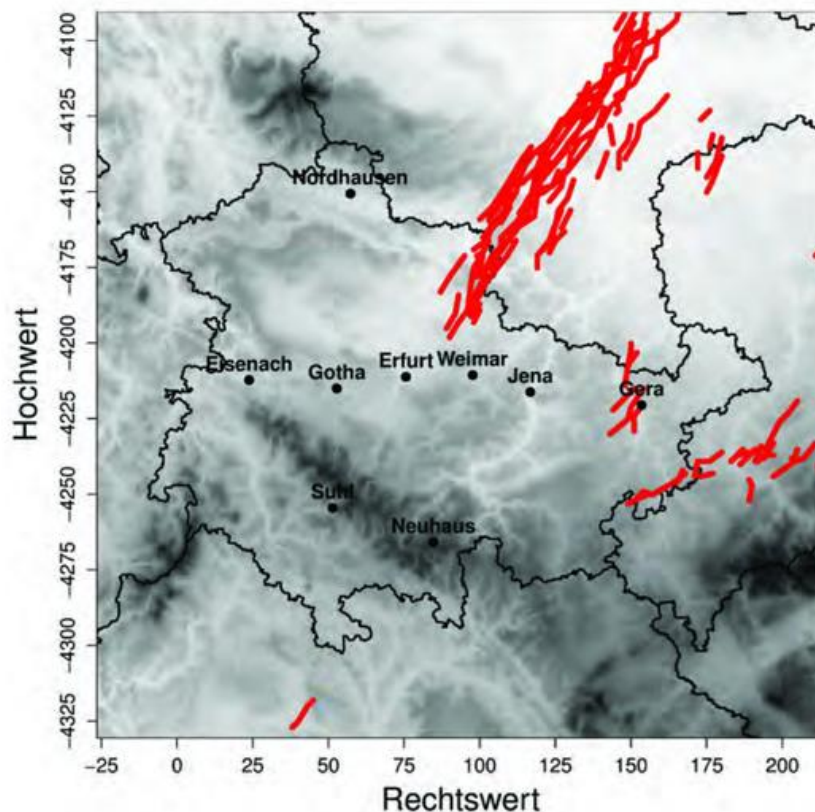 -4100
-4125
-4150
-4175
-4200
-4225
-4250
-4275
-4300
-4325
Hochwert
Nordhausen
Eisenach
Gotha
Erfurt
Weimar
Jena
Gera
Suhl
Neuhaus
-25 0 25 50 75 100 125 150 175 200
Rechtswert